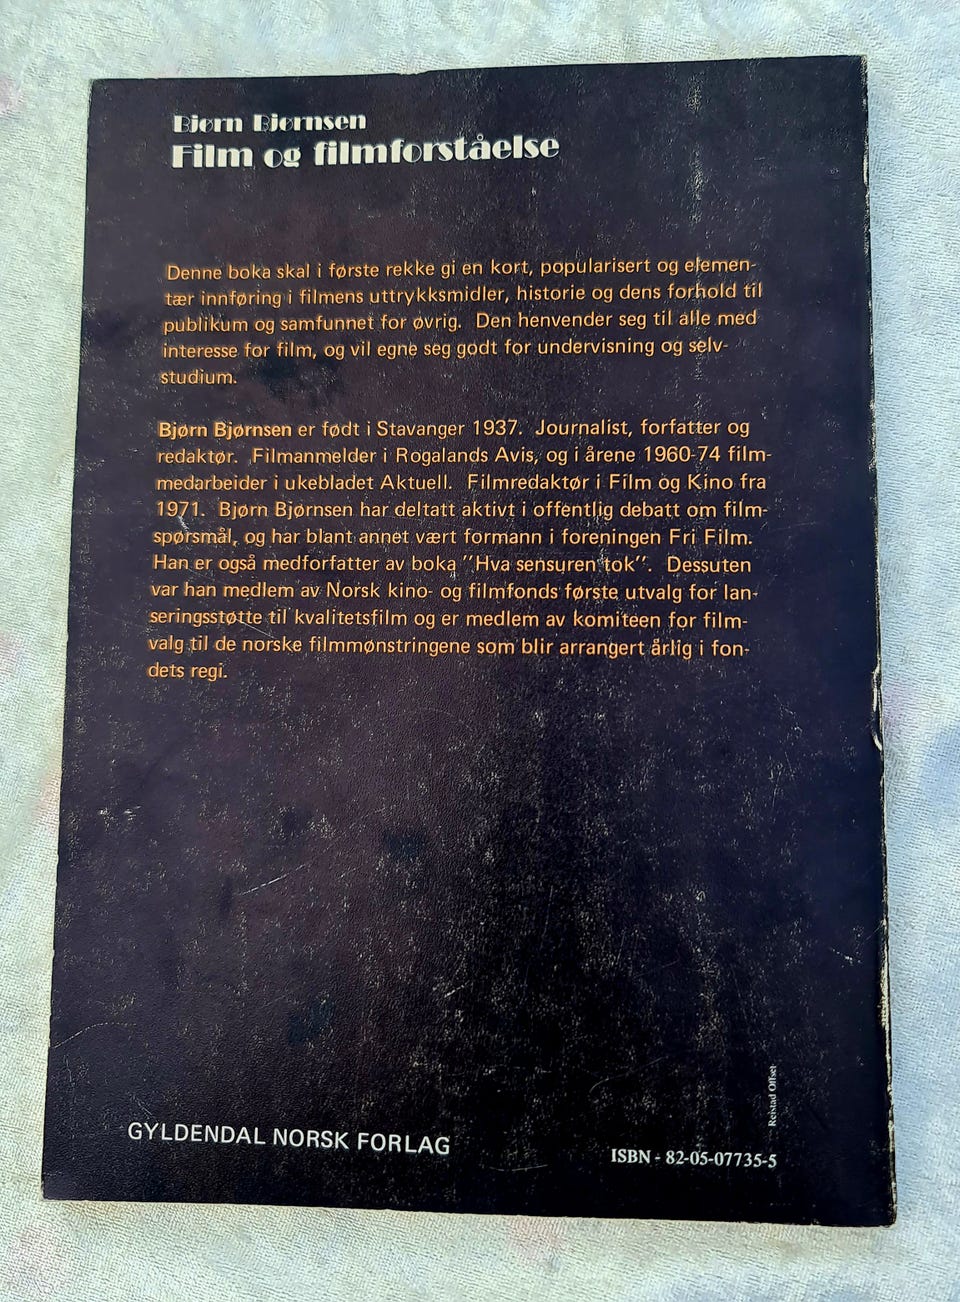 Bjørn Bjørnsen
Film og filmforståelse
Denne boka skal i første rekke gi en kort, popularisert og elemen-
tær innføring i filmens uttrykksmidler, historie og dens forhold til
publikum og samfunnet for øvrig. Den henvender seg til alle med
interesse for film, og vil egne seg godt for undervisning og selv-
studium.
Bjørn Bjørnsen er født i Stavanger 1937. Journalist, forfatter og
redaktør. Filmanmelder i Rogalands Avis, og i årene 1960-74 film-
medarbeider i ukebladet Aktuell. Filmredaktør i Film og Kino fra
1971. Bjørn Bjørnsen har deltatt aktivt i offentlig debatt om film-
spørsmål, og har blant annet vært formann i foreningen Fri Film.
Han er også medforfatter av boka "Hva sensuren tok". Dessuten
var han medlem av Norsk kino- og filmfonds første utvalg for lan-
seringsstøtte til kvalitetsfilm og er medlem av komiteen for film-
valg til de norske filmmønstringene som blir arrangert årlig i fon-
dets regi.
Reistad Offset
GYLDENDAL NORSK FORLAG
ISBN - 82-05-07735-5